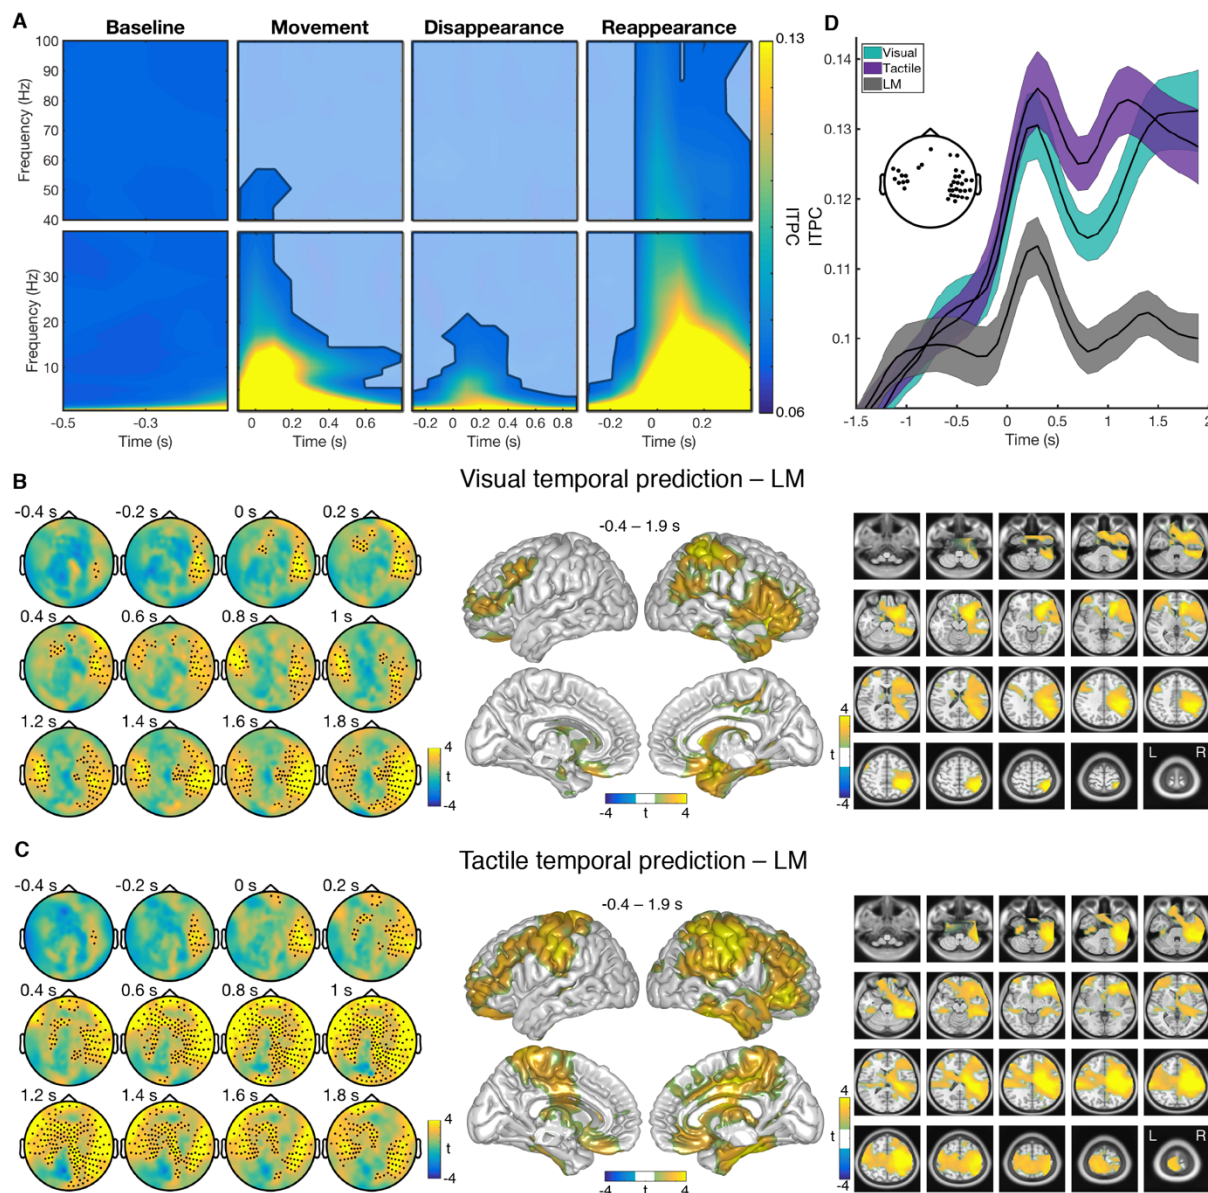 A
Baseline
Movement
Disappearance
Reappearance
Frequency (Hz)
100
90
80
70
60
50
40
Frequency (Hz)
30
20
10
-0.5
-0.3
0
0.2
0.4
0.6
0
0.2
0.4
0.6
0.8
-0.2
0
0.2
Time (s)
Time (s)
Time (s)
Time (s)
0.13
ITPC
0.06
D
Visual
Tactile
LM
ITPC
0.14
0.13
0.12
0.11
0.1
-1.5
-1
-0.5
0
0.5
1
1.5
2
Time (s)
B
Visual temporal prediction – LM
-0.4 s
-0.2 s
0 s
0.2 s
0.4 s
0.6 s
0.8 s
1 s
1.2 s
1.4 s
1.6 s
1.8 s
4
t
-4
-0.4 – 1.9 s
-4
t
4
4
t
-4
L
R
C
Tactile temporal prediction – LM
-0.4 s
-0.2 s
0 s
0.2 s
0.4 s
0.6 s
0.8 s
1 s
1.2 s
1.4 s
1.6 s
1.8 s
4
t
-4
-0.4 – 1.9 s
-4
t
4
4
t
-4
L
R